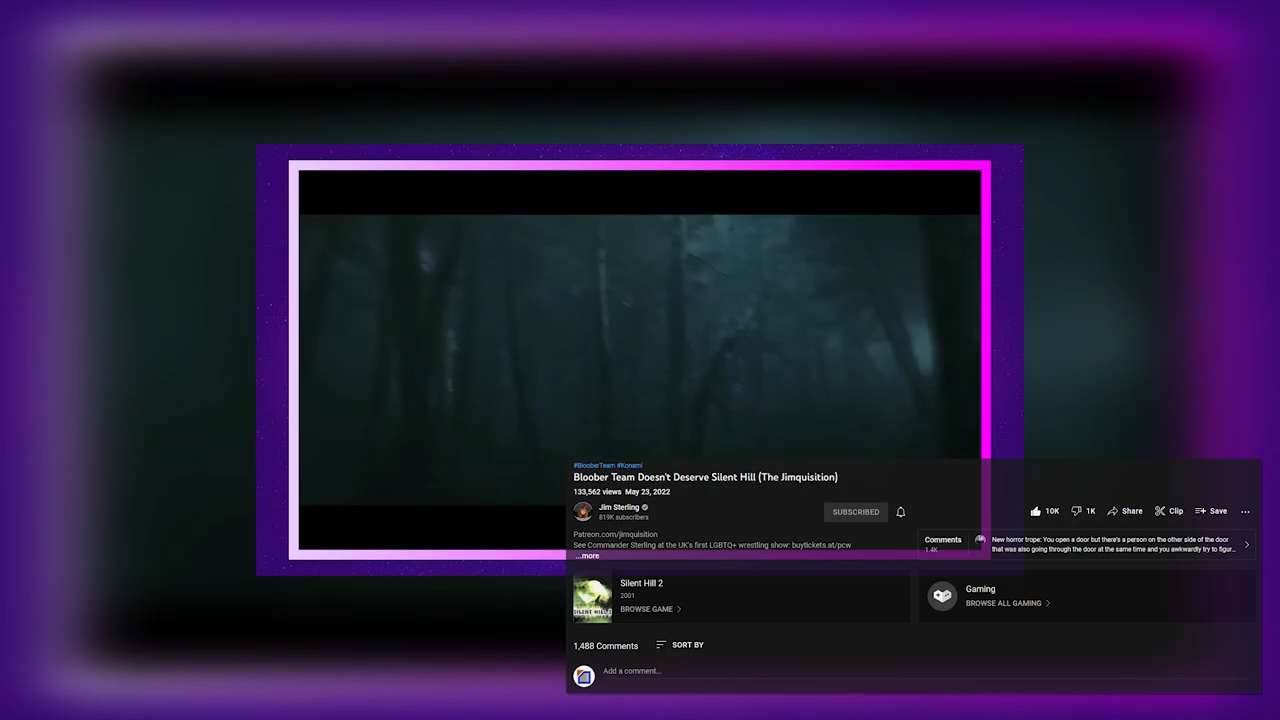 #BlooberTeam #Konami
Bloober Team Doesn't Deserve Silent Hill (The Jimquisition)
133,562 views May 23, 2022
Jim Sterling
819K subscribers
SUBSCRIBED
10K
1K
Share
Clip
Save
Patreon.com/jimquisition
See Commander Sterling at the UK's first LGBTQ+ wrestling show: buytickets.at/pcw
...more
Comments
1.4K
New horror trope: You open a door but there's a person on the other side of the door
that was also going through the door at the same time and you awkwardly try to figur...
SILENT HILL 2
Silent Hill 2
2001
BROWSE GAME
Gaming
BROWSE ALL GAMING
1,488 Comments
SORT BY
Add a comment...